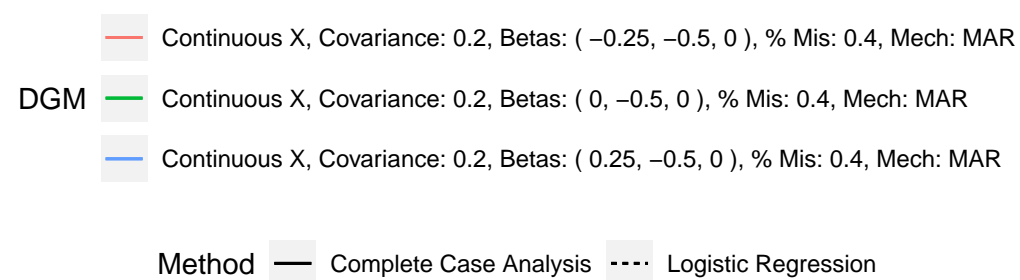 Continuous X, Covariance: 0.2, Betas: ( −0.25, −0.5, 0 ), % Mis: 0.4, Mech: MAR
DGM Continuous X, Covariance: 0.2, Betas: ( 0, −0.5, 0 ), % Mis: 0.4, Mech: MAR
Continuous X, Covariance: 0.2, Betas: ( 0.25, −0.5, 0 ), % Mis: 0.4, Mech: MAR
Method Complete Case Analysis Logistic Regression